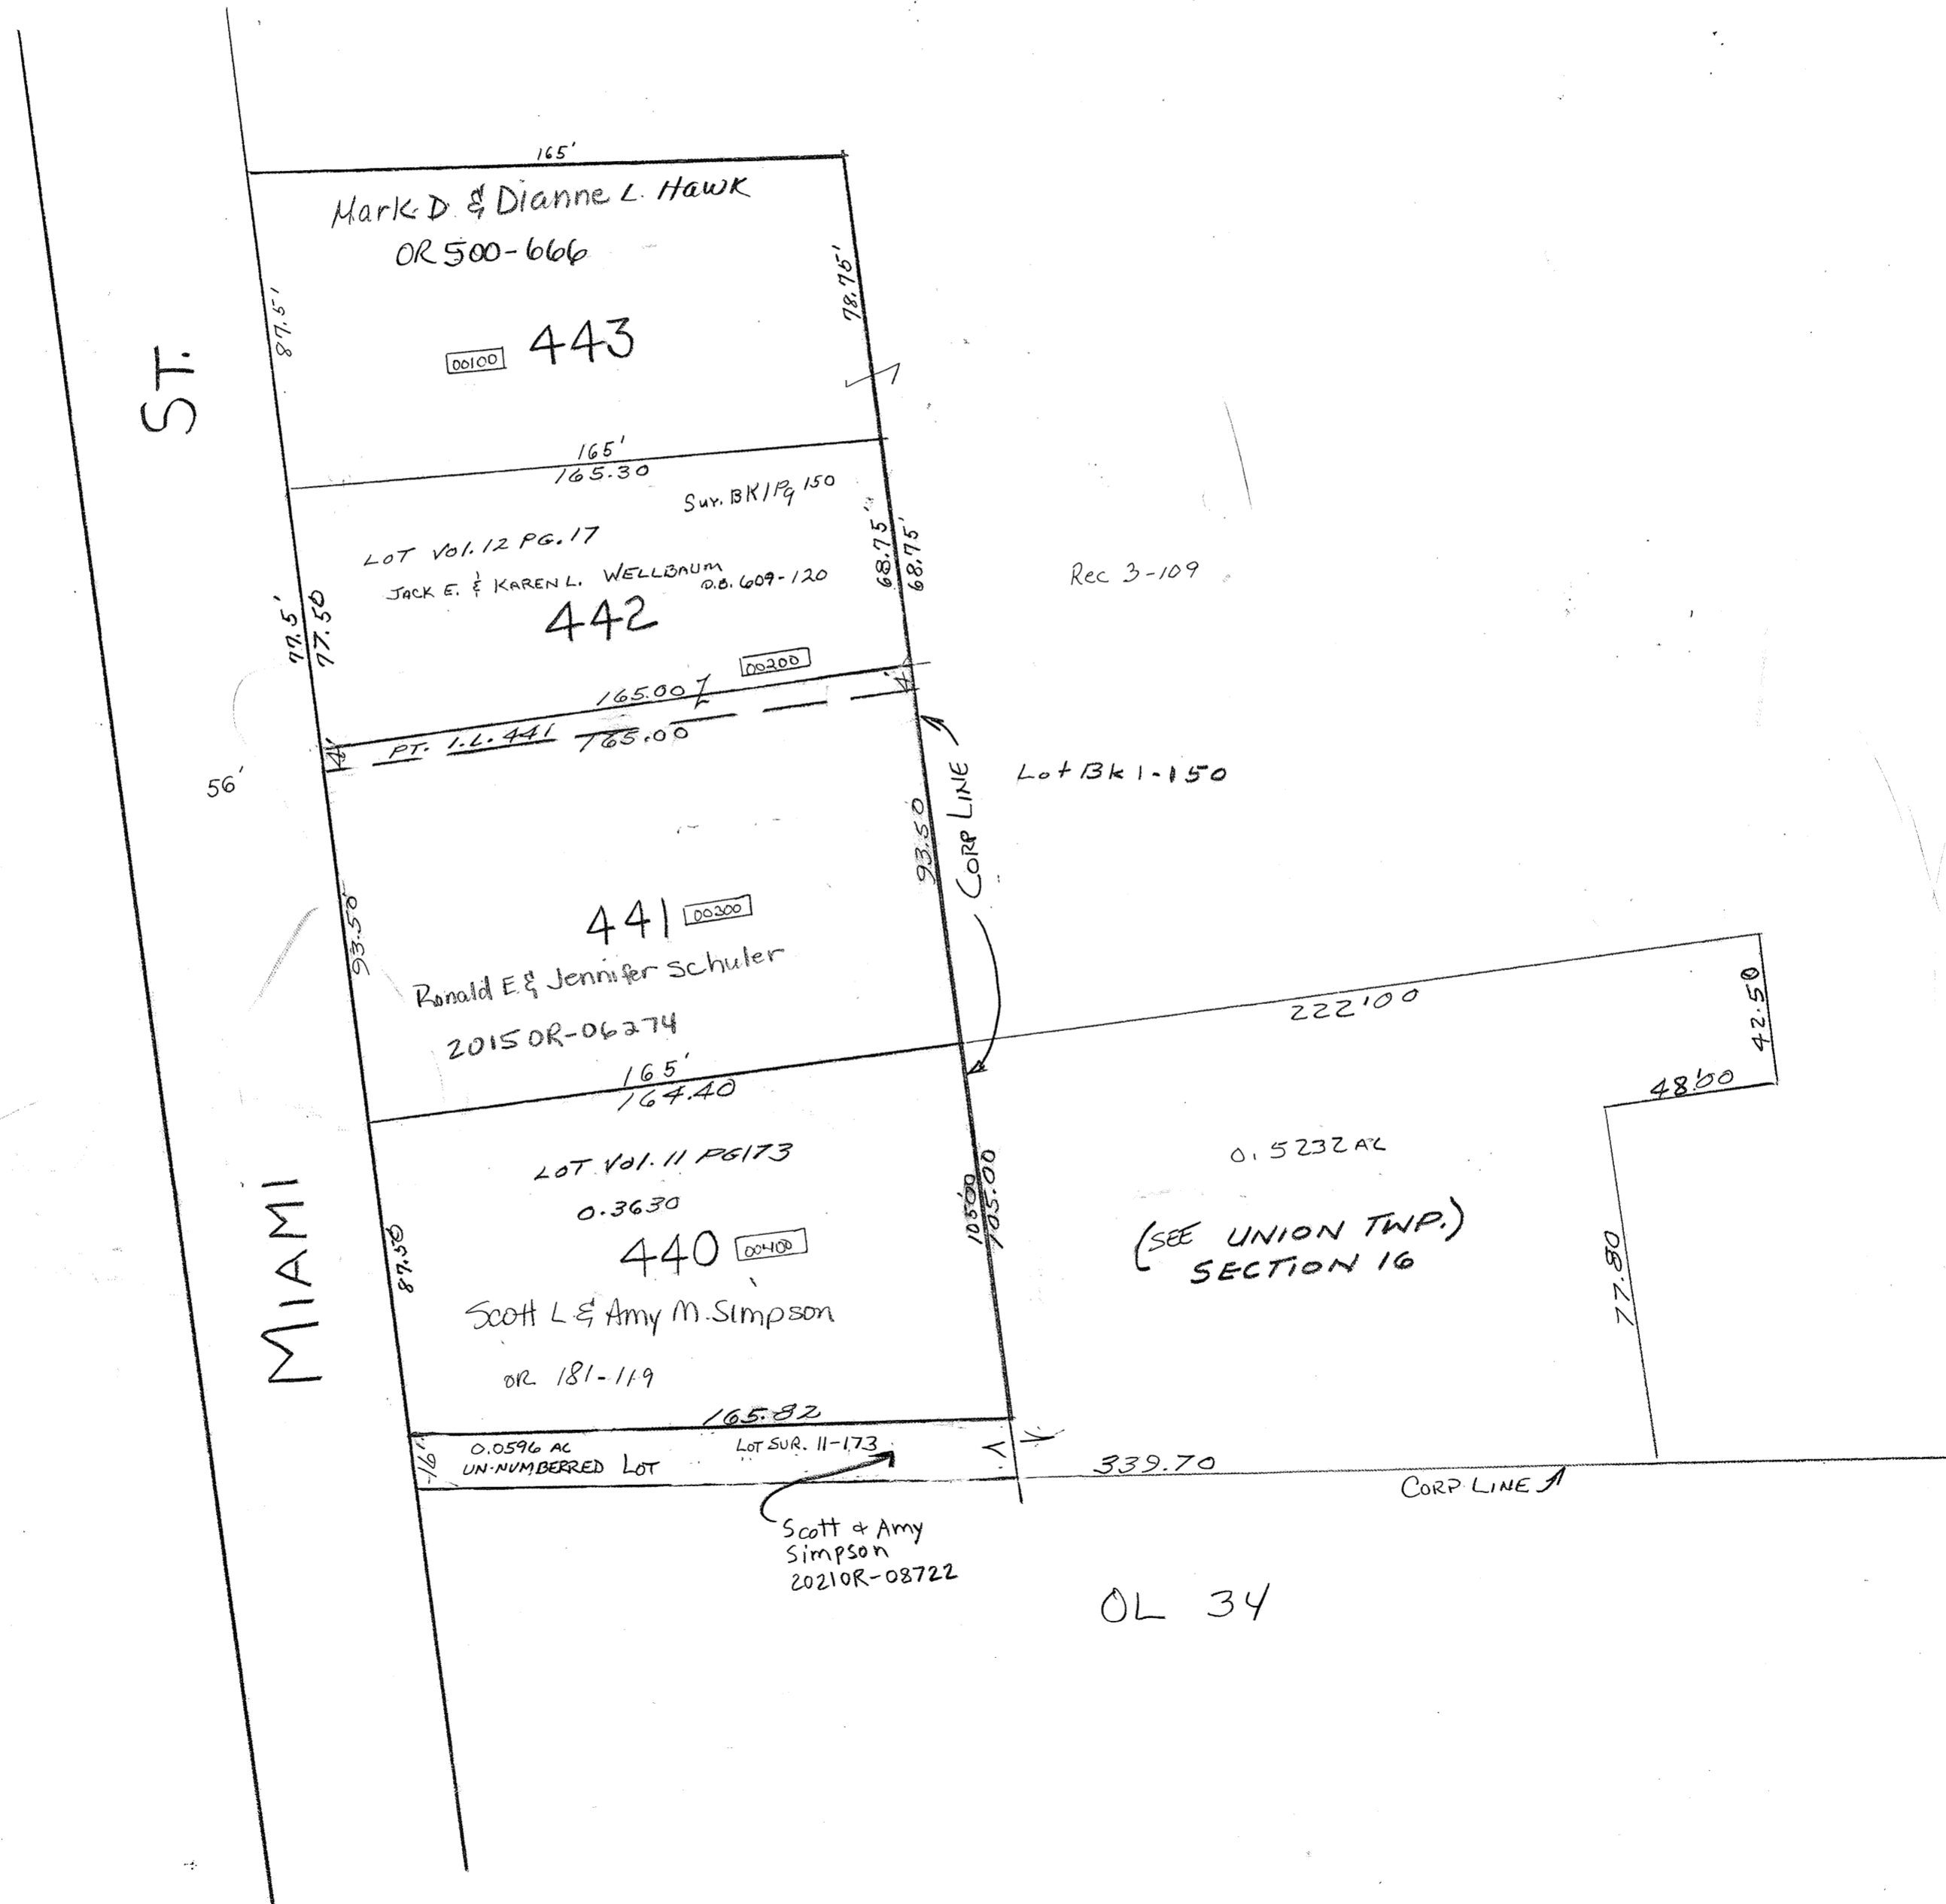 165'
Mark D. & Dianne L. Hawk
OR 500-666
87.5'
78.75'
00100 443
ST.
165'
165.30
Sur. BK1Pg 150
LOT Vol. 12 PG. 17
JACK E. & KAREN L. WELLBAUM
D.B. 609-120
442
77.5'
77.50
68.75'
68.75'
Rec 3-109
00200
165.00
4'
4'
PT. I.L. 441 165.00
56'
Lot Bk 1-150
CORP LINE
93.50
93.50
441 00300
Ronald E. & Jennifer Schuler
2015 OR-06274
222'00
42.50
48.00
165'
164.40
LOT Vol. 11 PG 173
0.3630
440 00400
Scott L. & Amy M. Simpson
OR 181-119
87.50
105.00
105.00
0.5232 AC
(SEE UNION TWP.)
SECTION 16
77.80
MIAMI
165.82
16'
0.0596 AC
UN-NUMBERRED LOT
LOT SUR. 11-173
339.70
CORP LINE
Scott & Amy
Simpson
2021OR-08722
OL 34